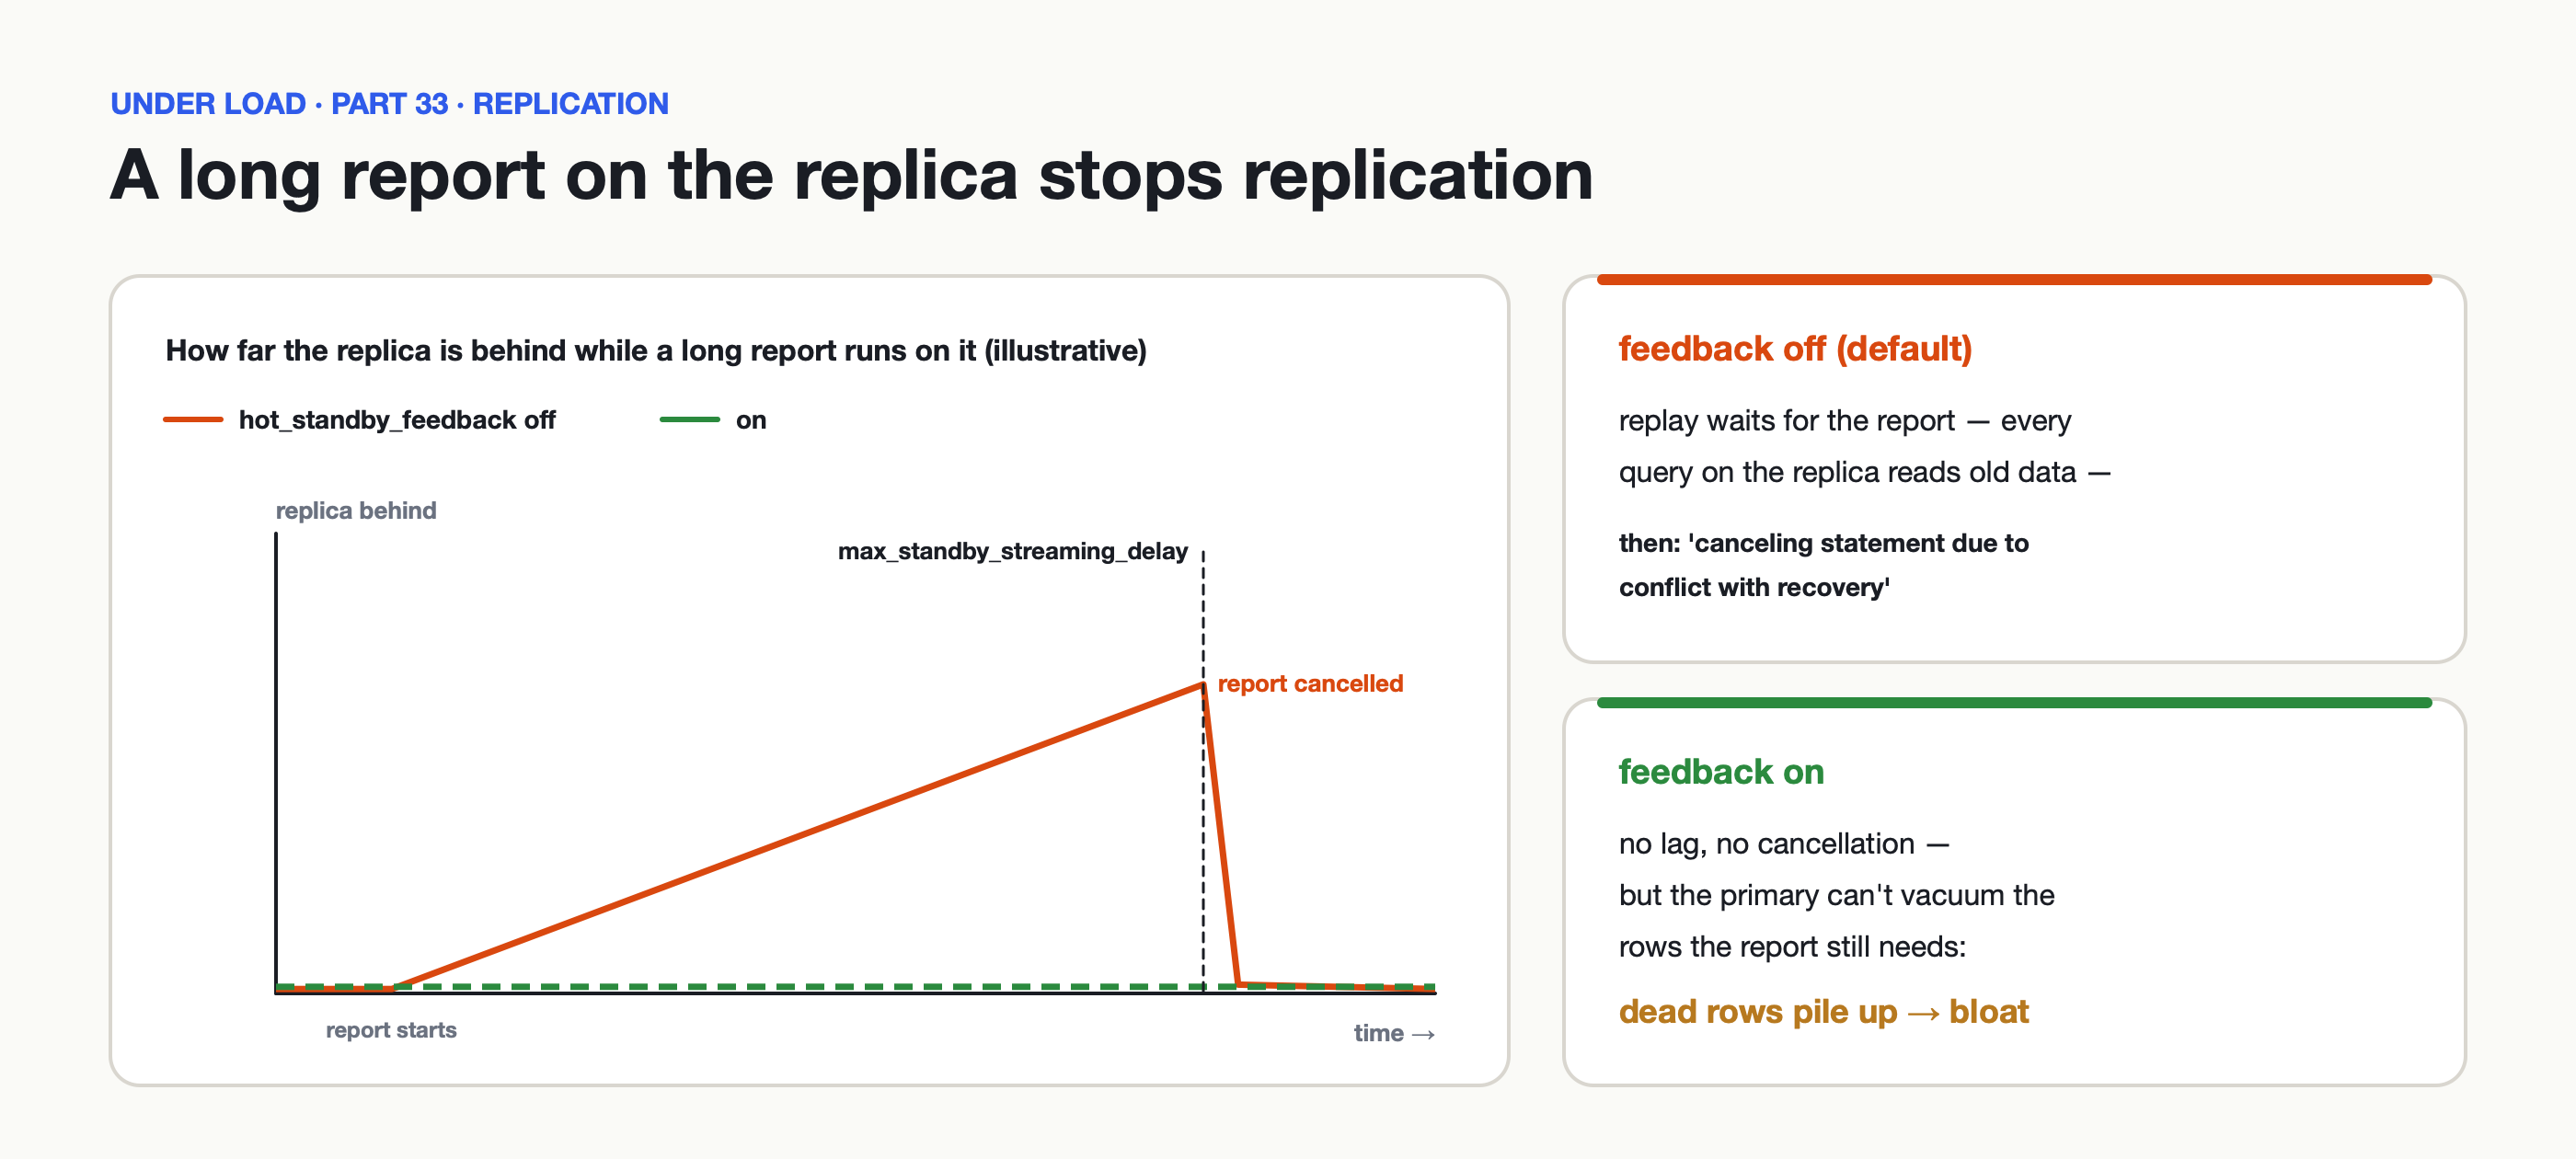 UNDER LOAD · PART 33 · REPLICATION
A long report on the replica stops replication
How far the replica is behind while a long report runs on it (illustrative)
hot_standby_feedback off
on
replica behind
max_standby_streaming_delay
report cancelled
report starts
time →
feedback off (default)
replay waits for the report — every
query on the replica reads old data —
then: 'canceling statement due to
conflict with recovery'
feedback on
no lag, no cancellation —
but the primary can't vacuum the
rows the report still needs:
dead rows pile up → bloat